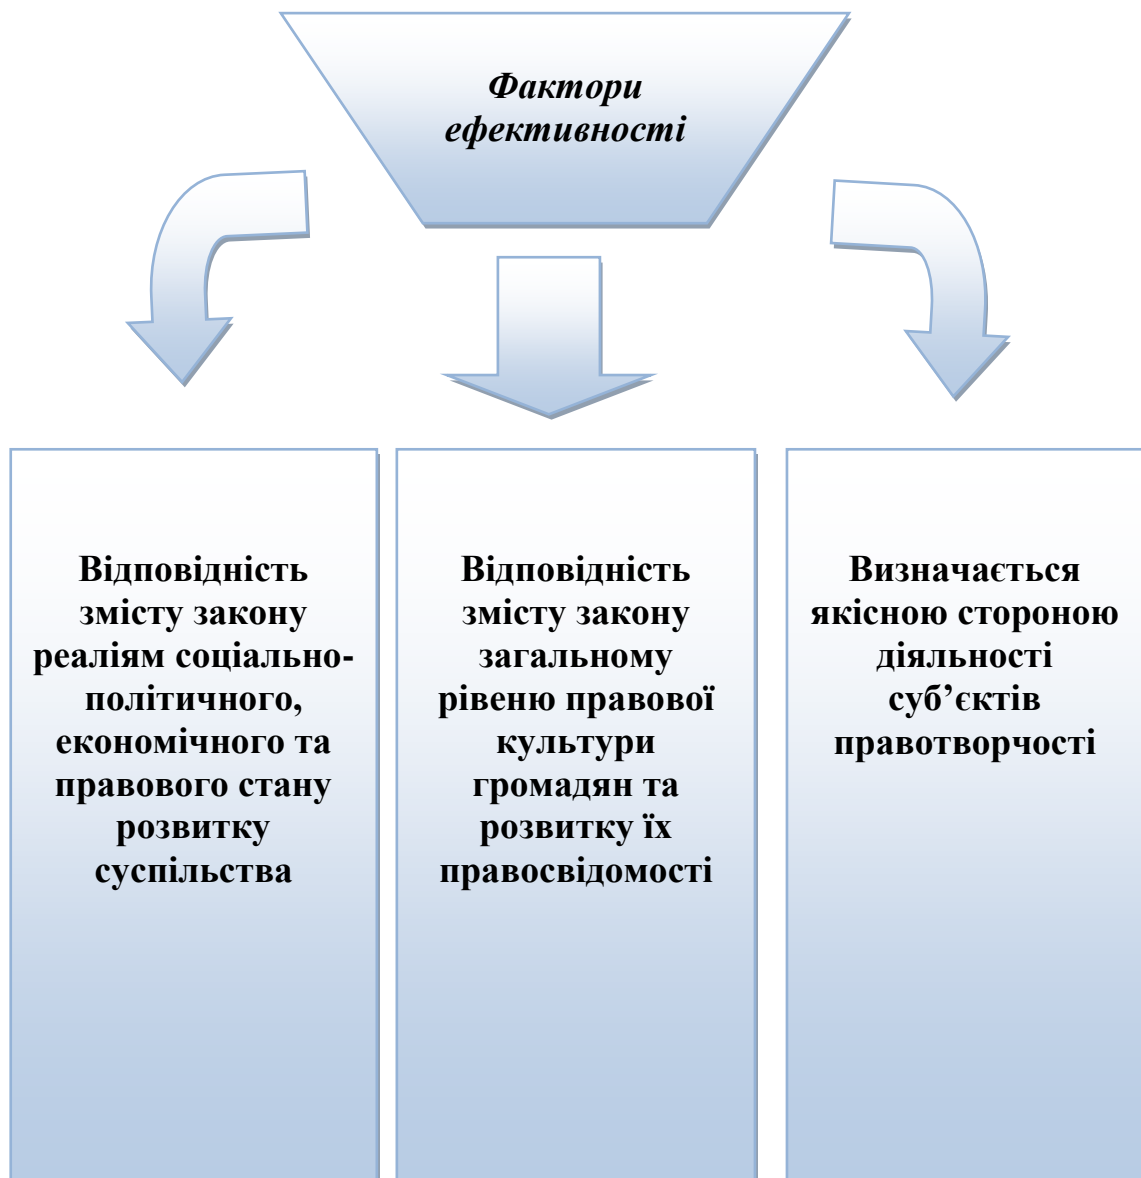 Фактори
ефективності
Відповідність
змісту закону
реаліям соціально-
політичного,
економічного та
правового стану
розвитку
суспільства
Відповідність
змісту закону
загальному
рівеню правової
культури
громадян та
розвитку їх
правосвідомості
Визначається
якісною стороною
діяльності
суб’єктів
правотворчості